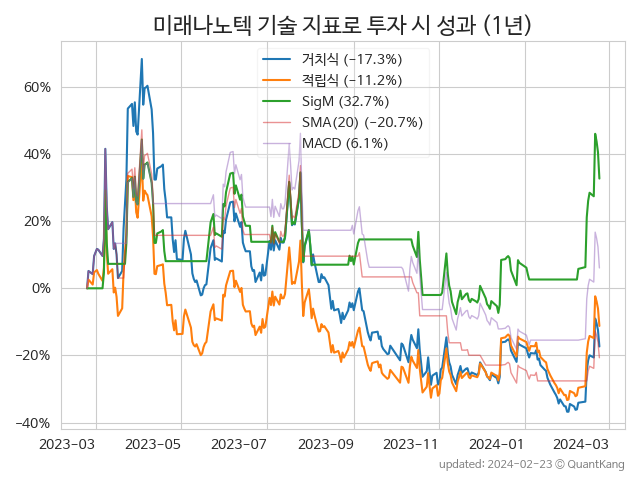 미래나노텍 기술 지표로 투자 시 성과 (1년)
거치식 (-17.3%)
적립식 (-11.2%)
SigM (32.7%)
SMA(20) (-20.7%)
MACD (6.1%)
60%
40%
20%
0%
-20%
-40%
2023-03 2023-05 2023-07 2023-09 2023-11 2024-01 2024-03
updated: 2024-02-23 © QuantKang